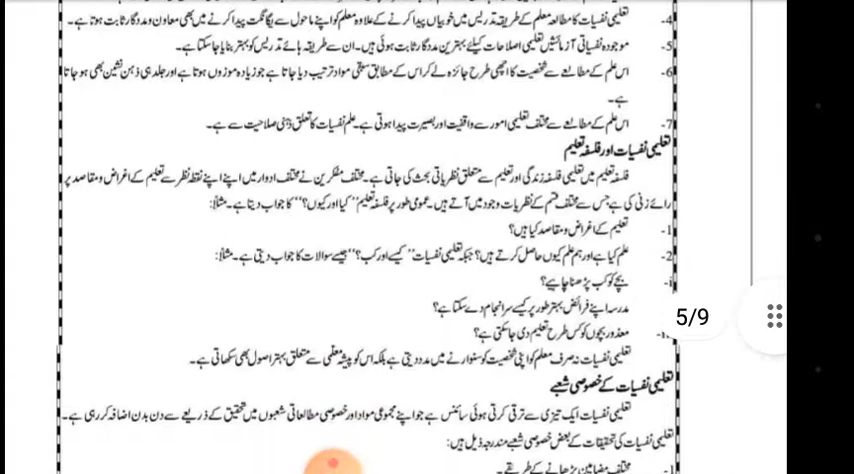 4- تعلیمی نفسیات کا مطالعہ معلم کے طریقہ تدریس میں خوبیاں پیدا کرنے کے علاوہ معلم کو اپنے ماحول سے یگانگت پیدا کرنے میں بھی معاون و مددگار ثابت ہوتا ہے۔
5- موجودہ نفسیاتی آزمائشیں تعلیمی اصلاحات کیلئے بہترین مددگار ثابت ہوئی ہیں۔ ان سے طریقہ ہائے تدریس کو بہتر بنایا جا سکتا ہے۔
6- اس علم کے مطالعے سے شخصیت کا اچھی طرح جائزہ لے کر اس کے مطابق سبقی مواد ترتیب دیا جاتا ہے جو زیادہ موزوں ہوتا ہے اور جلد ہی ذہن نشین بھی ہو جاتا
ہے۔
7- اس علم کے مطالعے سے مختلف تعلیمی امور سے واقفیت اور بصیرت پیدا ہوتی ہے۔ علم نفسیات کا تعلق ذہنی صلاحیت سے ہے۔
تعلیمی نفسیات اور فلسفہ تعلیم
فلسفہ تعلیم میں تعلیمی فلسفہ زندگی اور تعلیم سے متعلق نظریاتی بحث کی جاتی ہے۔ مختلف مفکرین نے مختلف ادوار میں اپنے اپنے نقطہ نظر سے تعلیم کے اغراض و مقاصد پر
رائے زنی کی ہے جس سے مختلف قسم کے نظریات وجود میں آتے ہیں۔ عمومی طور پر فلسفہ تعلیم ''کیا اور کیوں؟'' کا جواب دیتا ہے۔ مثلاً:
1- تعلیم کے اغراض و مقاصد کیا ہیں؟
2- علم کیا ہے اور ہم علم کیوں حاصل کرتے ہیں؟ جبکہ تعلیمی نفسیات ''کیسے اور کب؟'' جیسے سوالات کا جواب دیتی ہے۔ مثلاً:
i- بچے کو کب پڑھنا چاہیے؟
مدرسہ اپنے فرائض بہتر طور پر کیسے سرانجام دے سکتا ہے؟
5/9
معذور بچوں کو کس طرح تعلیم دی جا سکتی ہے؟
تعلیمی نفسیات نہ صرف معلم کو اپنی شخصیت کو سنوارنے میں مدد دیتی ہے بلکہ اس کو پیشہ معلمی سے متعلق بہتر اصول بھی سکھاتی ہے۔
تعلیمی نفسیات کے خصوصی شعبے
تعلیمی نفسیات ایک تیزی سے ترقی کرتی ہوئی سائنس ہے جو اپنے مجموعی مواد اور خصوصی مطالعاتی شعبوں میں تحقیق کے ذریعے سے دن بدن اضافہ کر رہی ہے۔
تعلیمی نفسیات کی تحقیقات کے بعض خصوصی شعبے مندرجہ ذیل ہیں:
1- مختلف مضامین پڑھانے کے طریقے۔